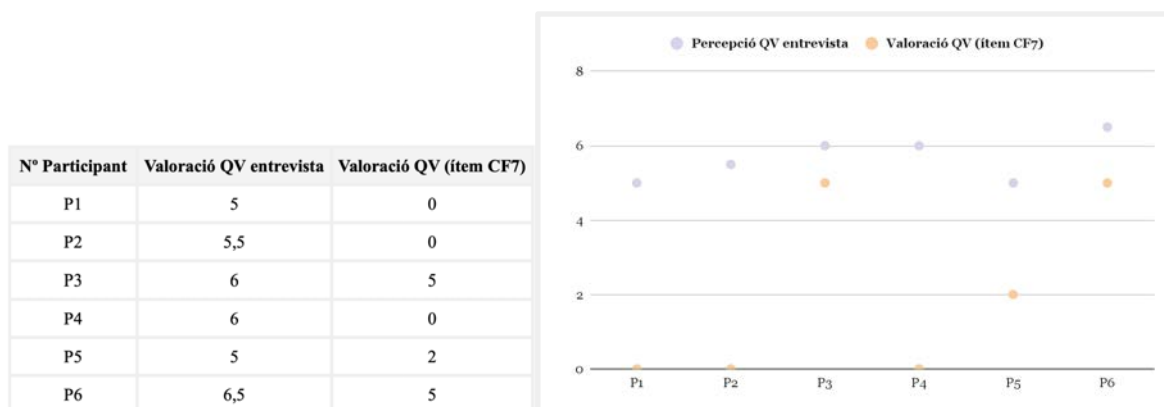 Nº Participant Valoració QV entrevista Valoració QV (ítem CF7)
P1 5 0
P2 5,5 0
P3 6 5
P4 6 0
P5 5 2
P6 6,5 5
Percepció QV entrevista Valoració QV (ítem CF7)
8
6
4
2
0
P1 P2 P3 P4 P5 P6